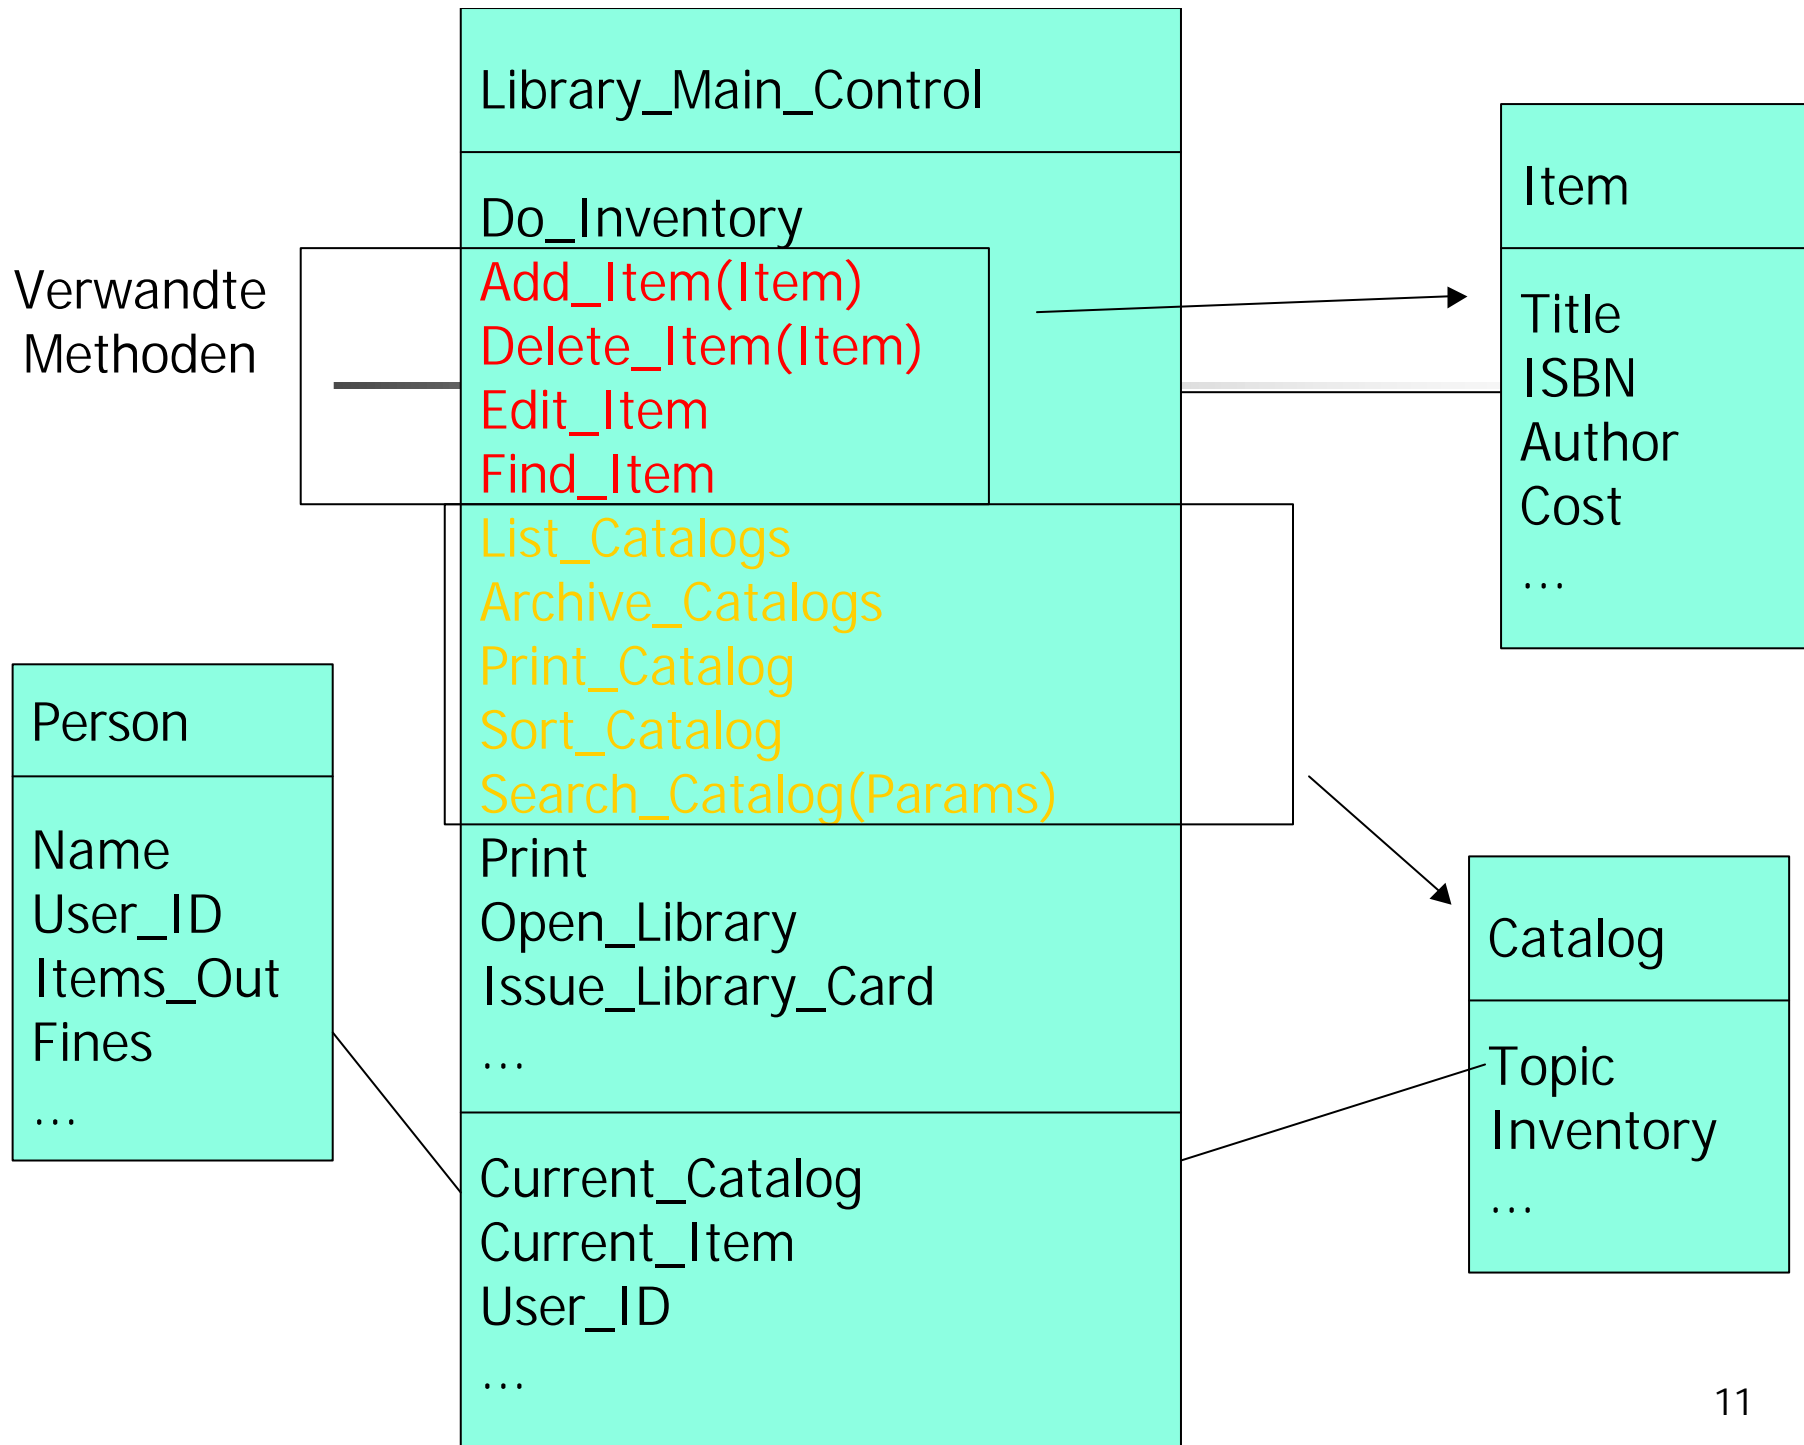 Library_Main_Control
Do_Inventory
Add_Item(Item)
Delete_Item(Item)
Edit_Item
Find_Item
List_Catalogs
Archive_Catalogs
Print_Catalog
Sort_Catalog
Search_Catalog(Params)
Print
Open_Library
Issue_Library_Card
…
Current_Catalog
Current_Item
User_ID
…
Verwandte
Methoden
Person
Name
User_ID
Items_Out
Fines
…
Item
Title
ISBN
Author
Cost
…
Catalog
Topic
Inventory
…
11